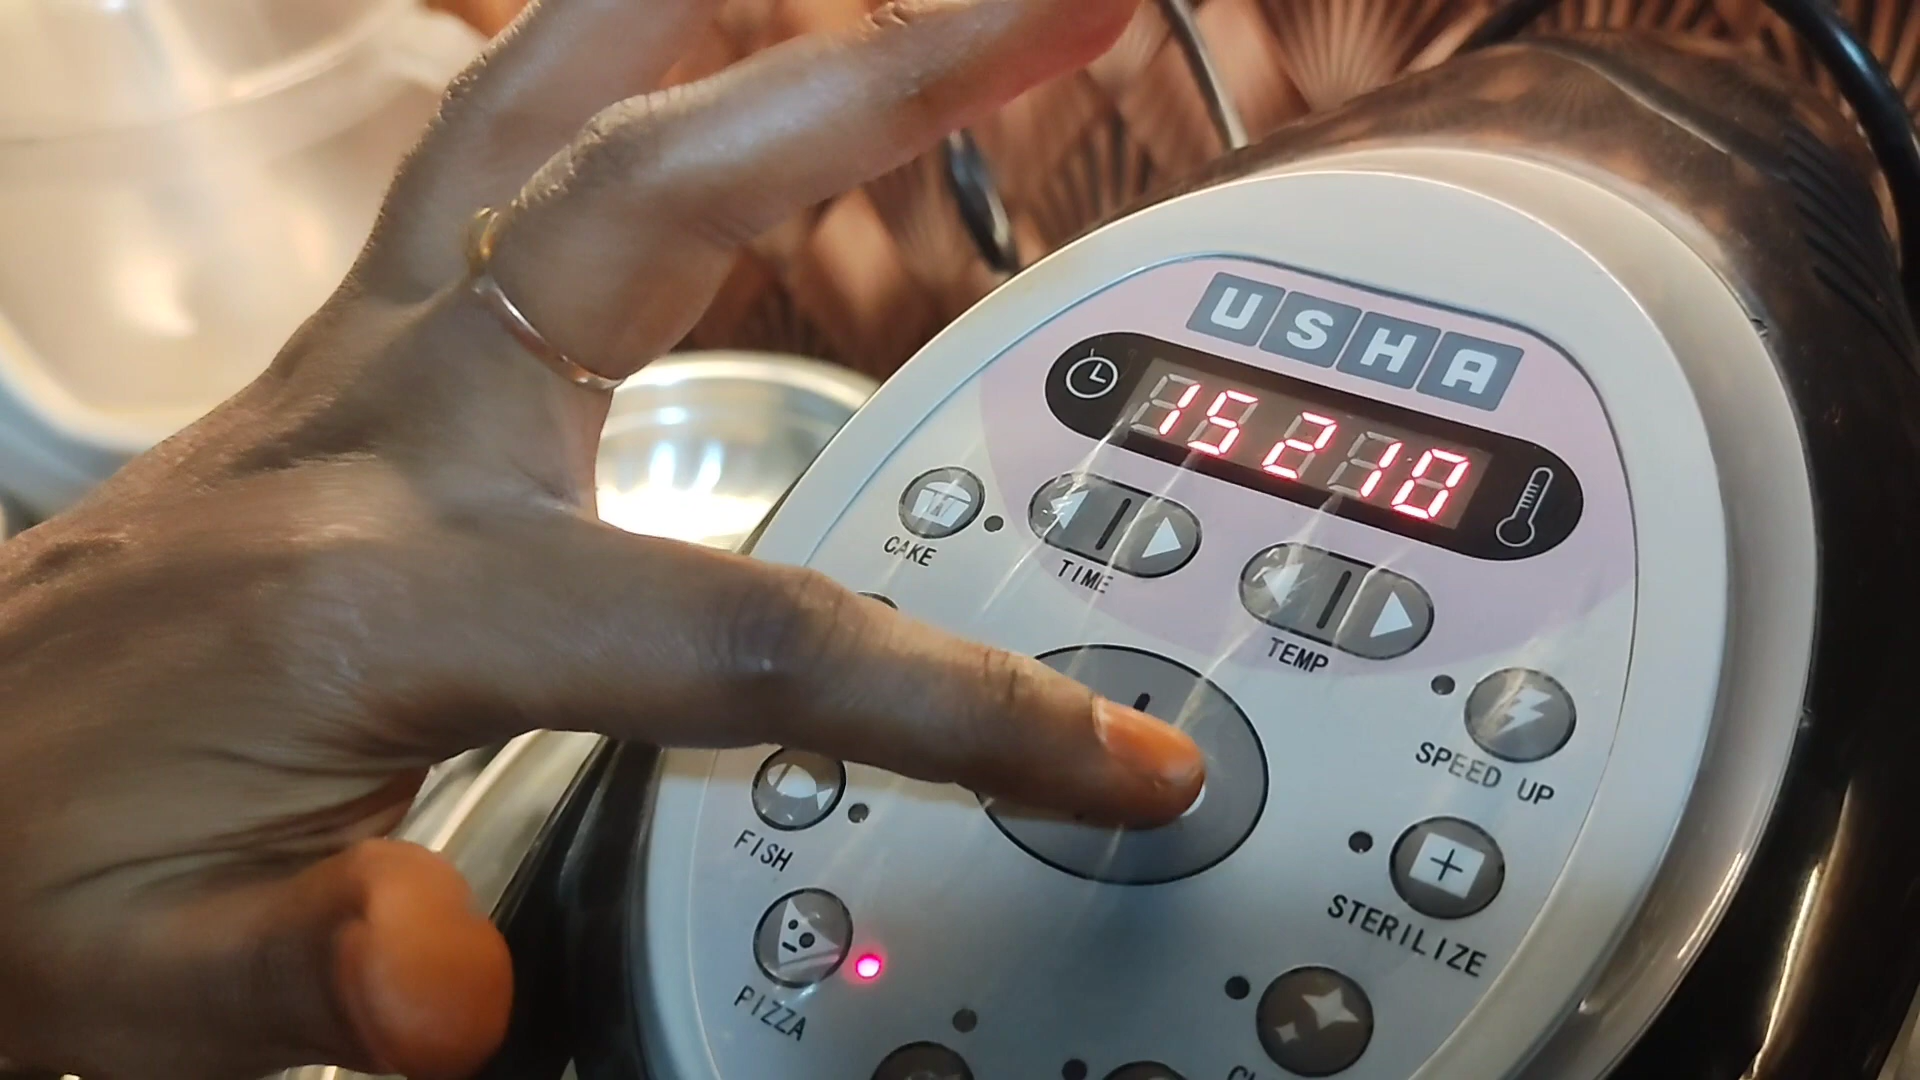 USHA
15 210
CAKE
TIME
TEMP
SPEED UP
FISH
STERILIZE
PIZZA